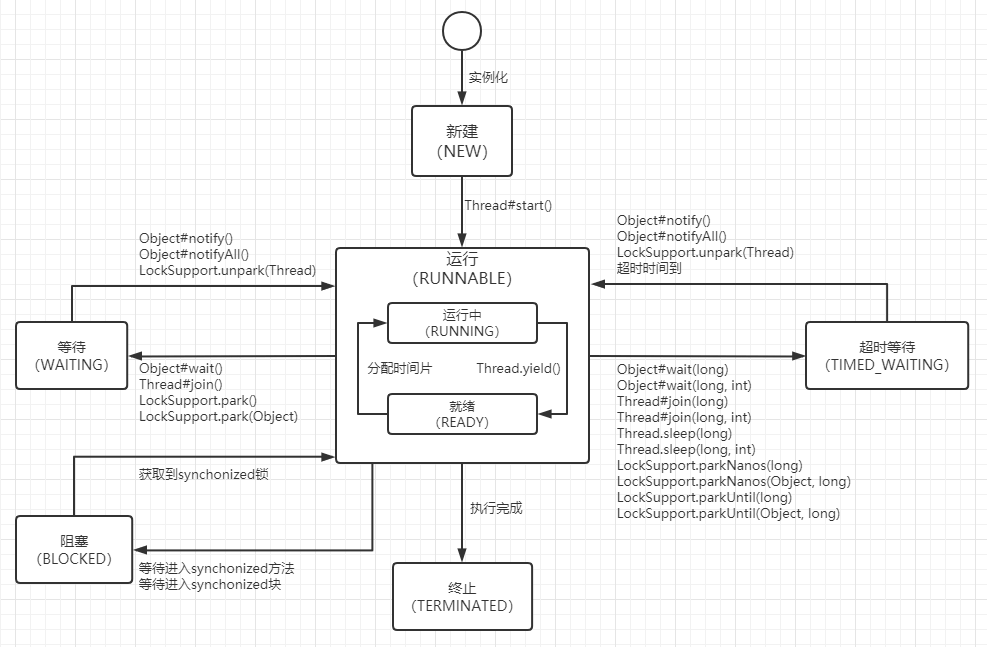 实例化
新建
(NEW)
Thread#start()
Object#notify()
Object#notifyAll()
LockSupport.unpark(Thread)
运行
(RUNNABLE)
Object#notify()
Object#notifyAll()
LockSupport.unpark(Thread)
超时时间到
等待
(WAITING)
运行中
(RUNNING)
分配时间片
Thread.yield()
就绪
(READY)
超时等待
(TIMED_WAITING)
Object#wait()
Thread#join()
LockSupport.park()
LockSupport.park(Object)
Object#wait(long)
Object#wait(long, int)
Thread#join(long)
Thread#join(long, int)
Thread.sleep(long)
Thread.sleep(long, int)
LockSupport.parkNanos(long)
LockSupport.parkNanos(Object, long)
LockSupport.parkUntil(long)
LockSupport.parkUntil(Object, long)
获取到synchonized锁
执行完成
阻塞
(BLOCKED)
等待进入synchonized方法
等待进入synchonized块
终止
(TERMINATED)